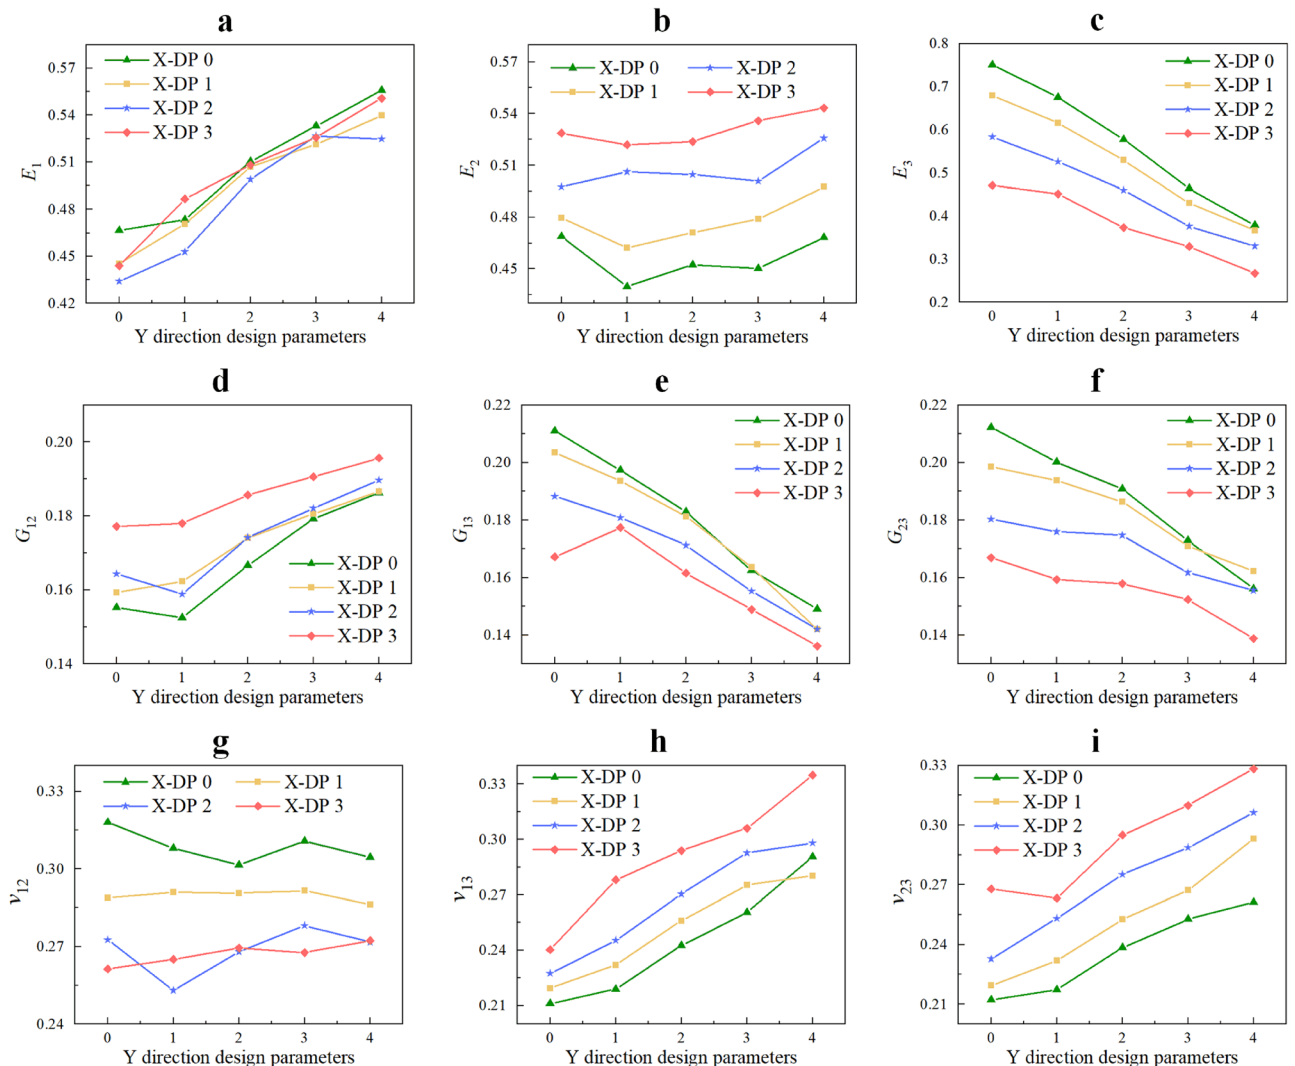 a
0.57
0.54
0.51
0.48
0.45
0.42
E1
X-DP 0
X-DP 1
X-DP 2
X-DP 3
0 1 2 3 4
Y direction design parameters
b
0.57
0.54
0.51
0.48
0.45
E2
X-DP 0 X-DP 2
X-DP 1 X-DP 3
0 1 2 3 4
Y direction design parameters
c
0.8
0.7
0.6
0.5
0.4
0.3
0.2
E3
X-DP 0
X-DP 1
X-DP 2
X-DP 3
0 1 2 3 4
Y direction design parameters
d
0.20
0.18
0.16
0.14
G12
X-DP 0
X-DP 1
X-DP 2
X-DP 3
0 1 2 3 4
Y direction design parameters
e
0.22
0.20
0.18
0.16
0.14
G13
X-DP 0
X-DP 1
X-DP 2
X-DP 3
0 1 2 3 4
Y direction design parameters
f
0.22
0.20
0.18
0.16
0.14
G23
X-DP 0
X-DP 1
X-DP 2
X-DP 3
0 1 2 3 4
Y direction design parameters
g
0.33
0.30
0.27
0.24
v12
X-DP 0 X-DP 1
X-DP 2 X-DP 3
0 1 2 3 4
Y direction design parameters
h
0.33
0.30
0.27
0.24
0.21
v13
X-DP 0
X-DP 1
X-DP 2
X-DP 3
0 1 2 3 4
Y direction design parameters
i
0.33
0.30
0.27
0.24
0.21
v23
X-DP 0
X-DP 1
X-DP 2
X-DP 3
0 1 2 3 4
Y direction design parameters